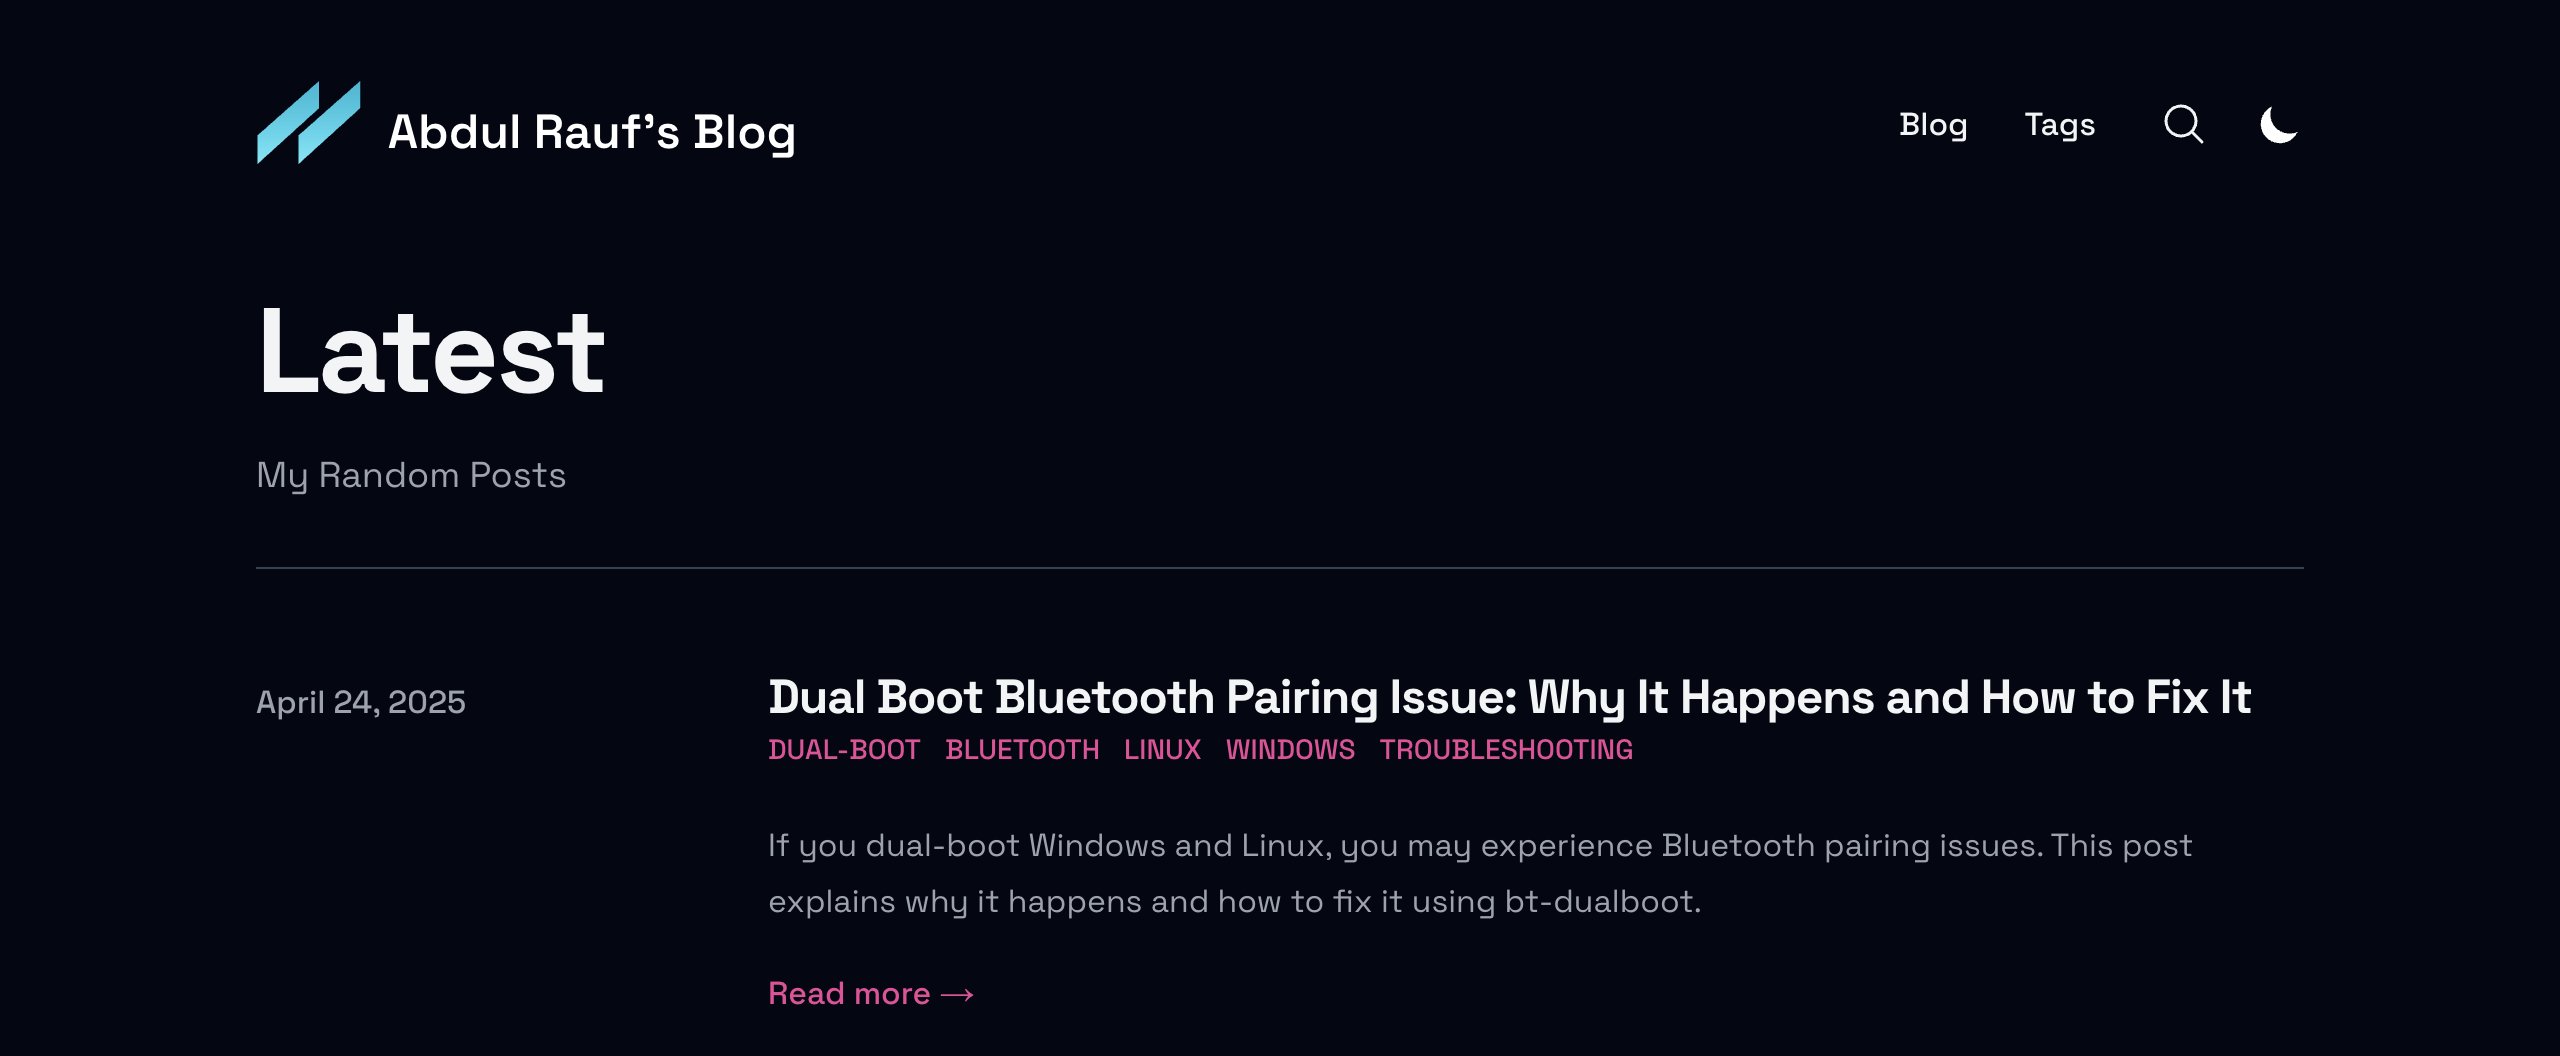 Abdul Rauf's Blog
Blog Tags
Latest
My Random Posts
April 24, 2025
Dual Boot Bluetooth Pairing Issue: Why It Happens and How to Fix It
DUAL-BOOT BLUETOOTH LINUX WINDOWS TROUBLESHOOTING
If you dual-boot Windows and Linux, you may experience Bluetooth pairing issues. This post
explains why it happens and how to fix it using bt-dualboot.
Read more →